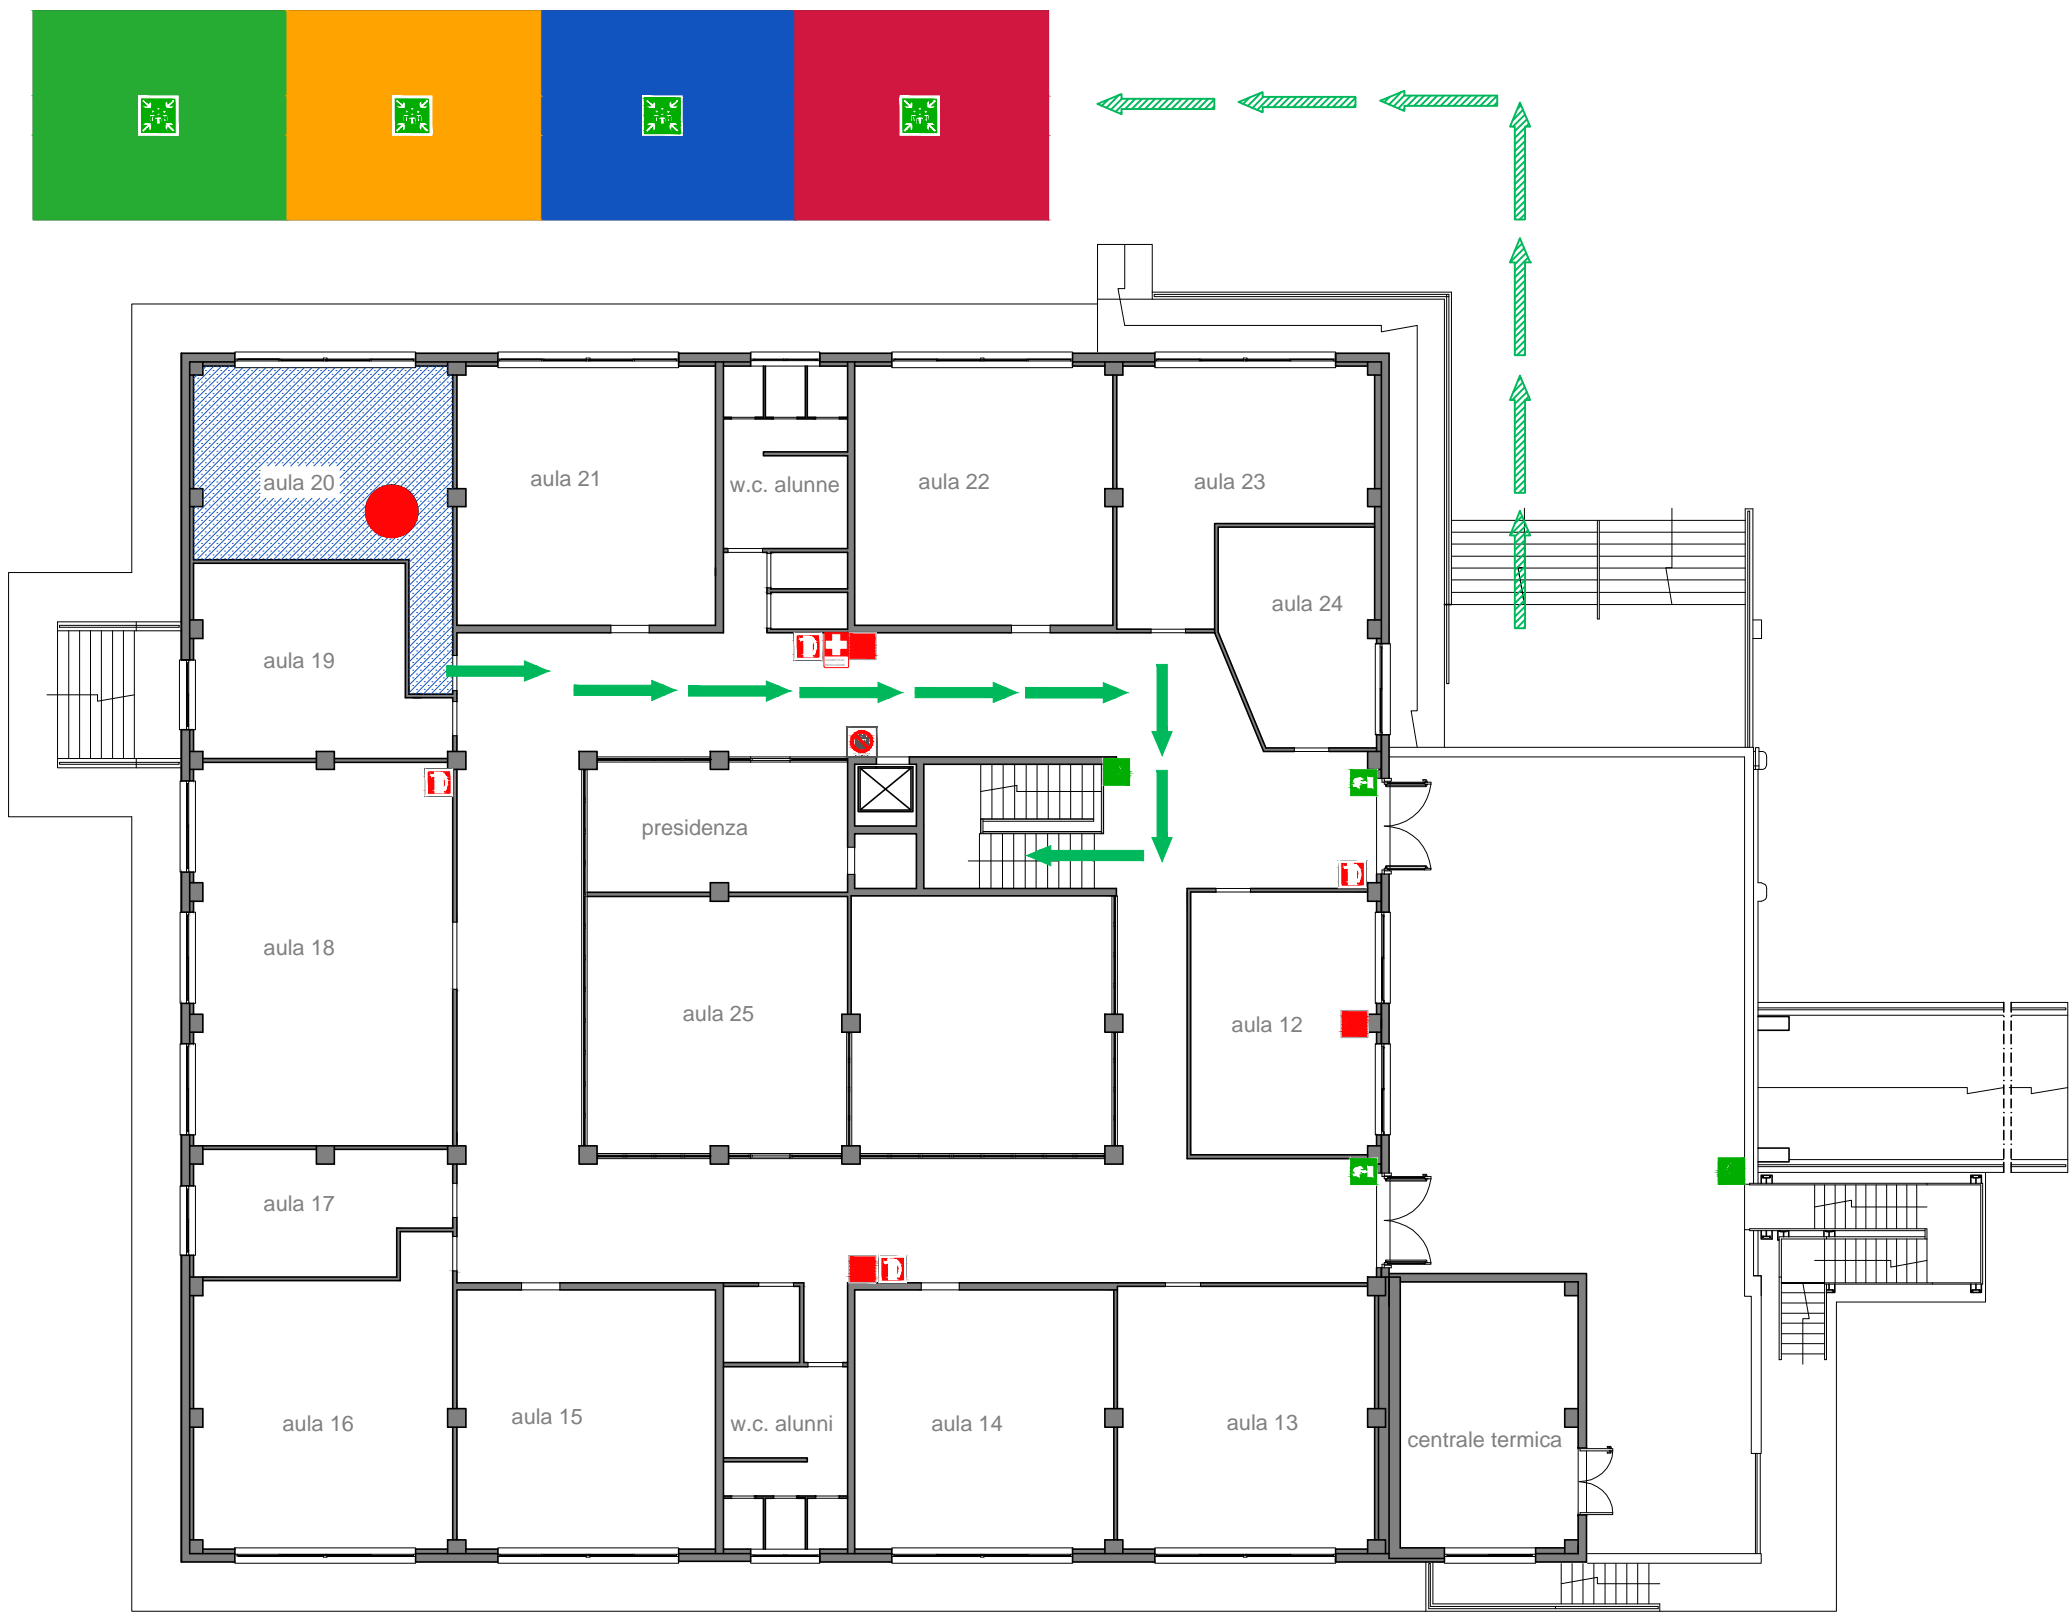 aula 20
aula 21
w.c. alunne
aula 22
aula 23
aula 24
aula 19
presidenza
aula 18
aula 25
aula 12
aula 17
aula 16
aula 15
w.c. alunni
aula 14
aula 13
centrale termica